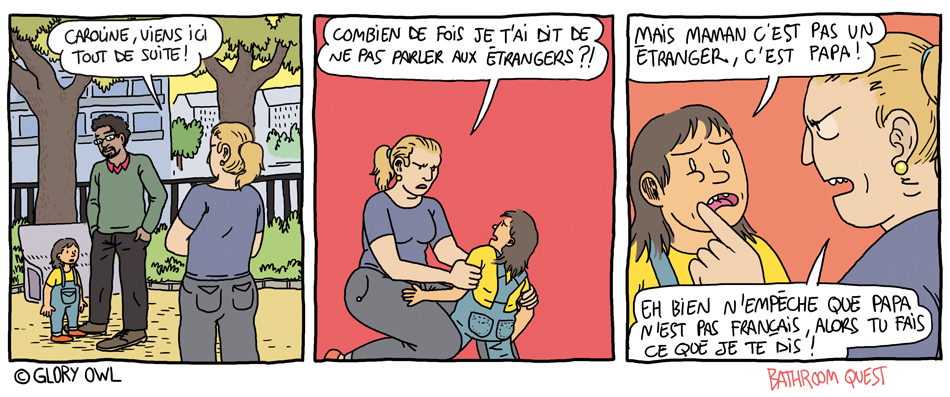 CAROLINE, VIENS ICI
TOUT DE SUITE!
COMBIEN DE FOIS JE T'AI DIT DE
NE PAS PARLER AUX ÉTRANGERS?!
MAIS MAMAN C'EST PAS UN
ÉTRANGER, C'EST PAPA!
EH BIEN N'EMPÊCHE QUE PAPA
N'EST PAS FRANÇAIS, ALORS TU FAIS
CE QUE JE TE DIS!
© GLORY OWL
BATHROOM QUEST